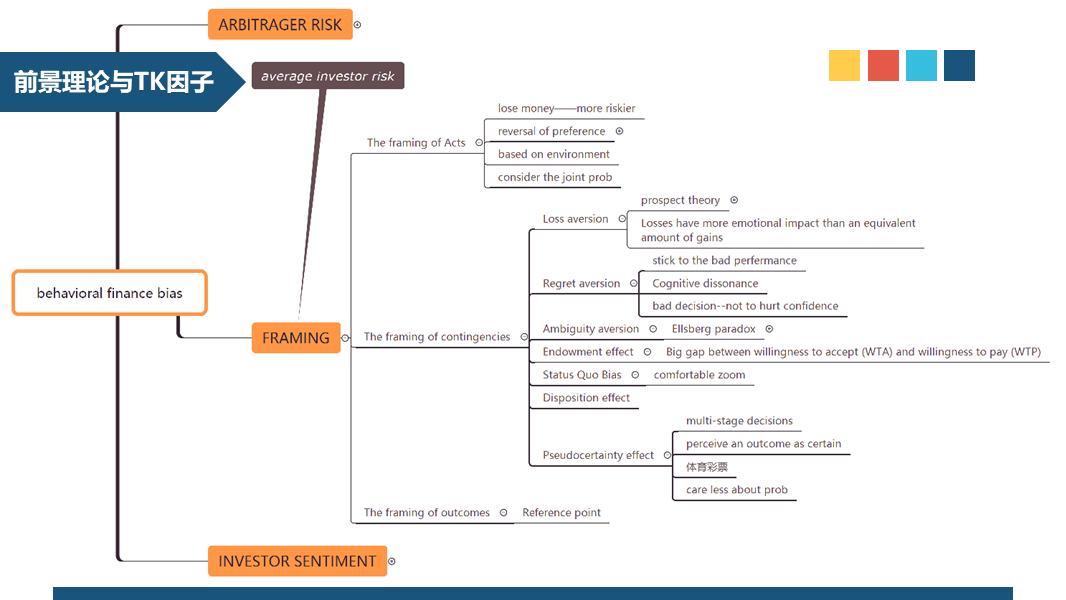 ARBITRAGER RISK
前景理论与TK因子
average investor risk
lose money——more riskier
The framing of Acts
reversal of preference
based on environment
consider the joint prob
prospect theory
Loss aversion
Losses have more emotional impact than an equivalent
amount of gains
stick to the bad perfermance
Regret aversion
Cognitive dissonance
bad decision--not to hurt confidence
behavioral finance bias
FRAMING
The framing of contingencies
Ambiguity aversion
Ellsberg paradox
Endowment effect
Big gap between willingness to accept (WTA) and willingness to pay (WTP)
Status Quo Bias
comfortable zoom
Disposition effect
multi-stage decisions
perceive an outcome as certain
Pseudocertainty effect
体育彩票
care less about prob
The framing of outcomes
Reference point
INVESTOR SENTIMENT